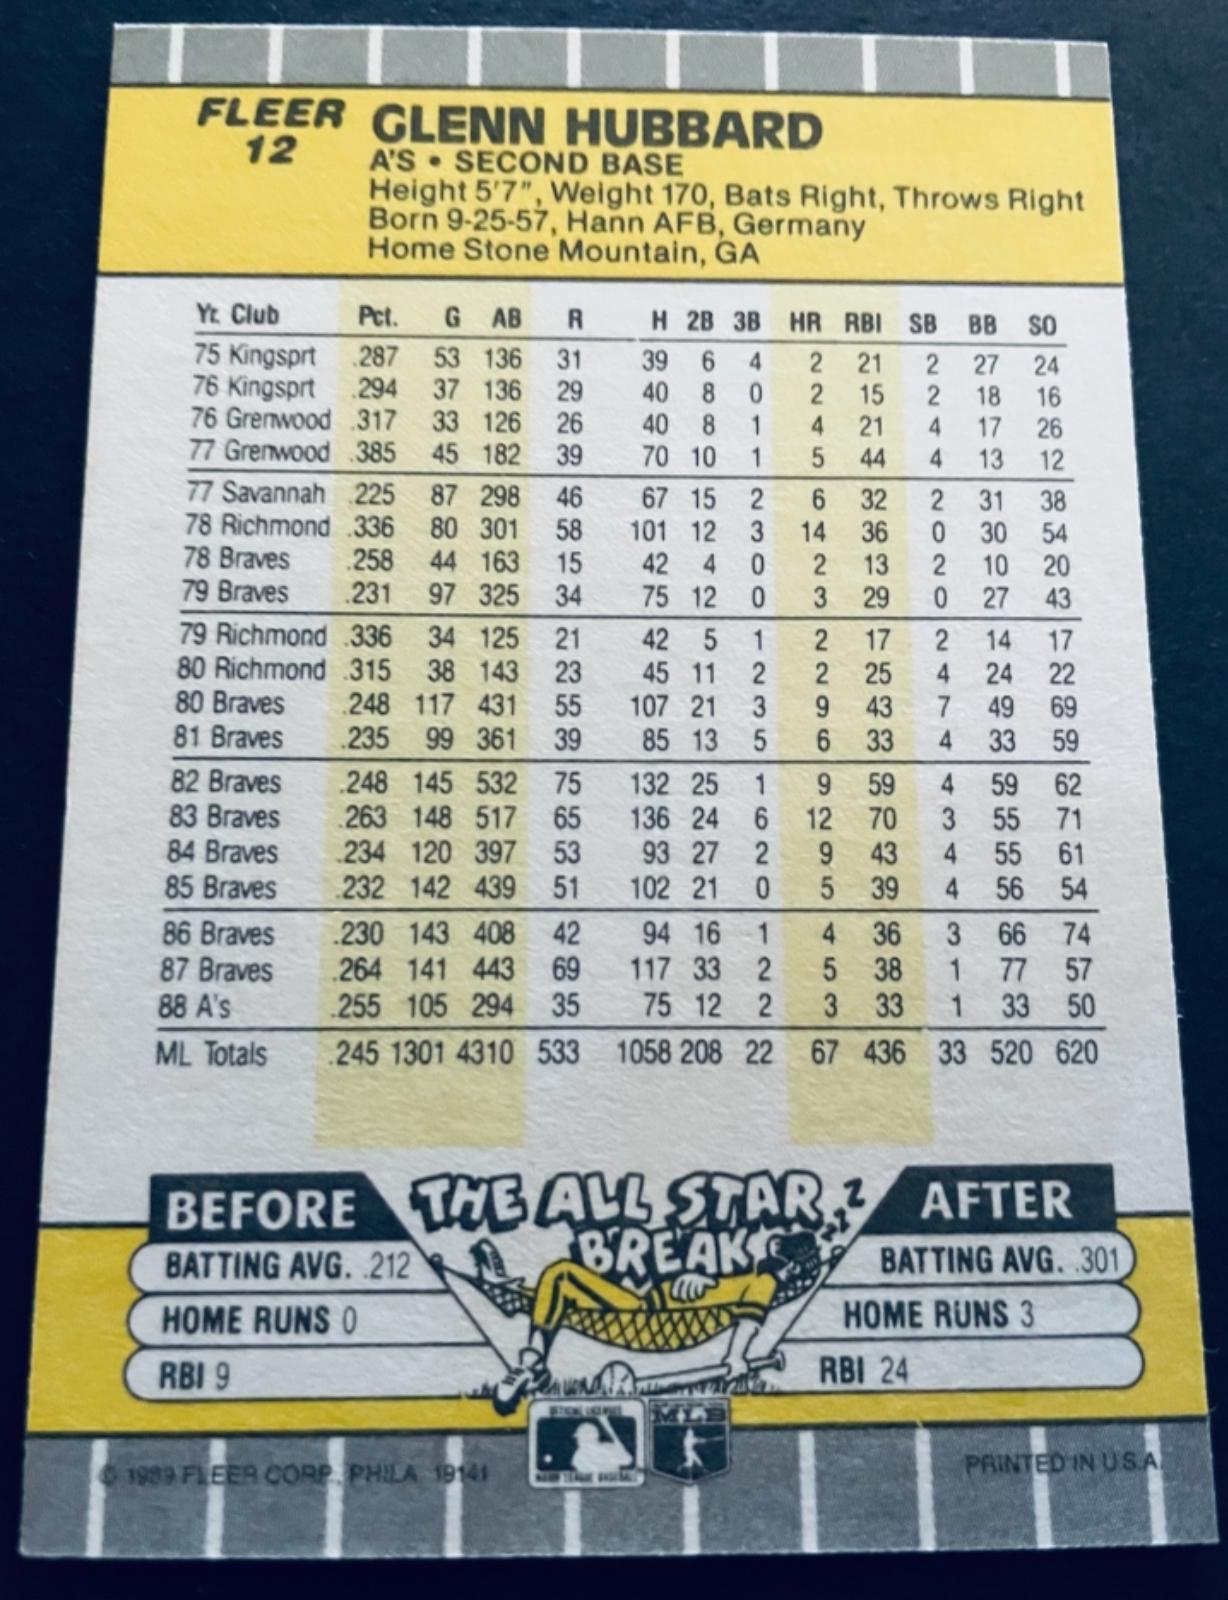 FLEER
12
GLENN HUBBARD
A'S • SECOND BASE
Height 5'7", Weight 170, Bats Right, Throws Right
Born 9-25-57, Hann AFB, Germany
Home Stone Mountain, GA
Yr. Club Pct. G AB R H 2B 3B HR RBI SB BB SO
75 Kingsprt .287 53 136 31 39 6 4 2 21 2 27 24
76 Kingsprt .294 37 136 29 40 8 0 2 15 2 18 16
76 Grenwood .317 33 126 26 40 8 1 4 21 4 17 26
77 Grenwood .385 45 182 39 70 10 1 5 44 4 13 12
77 Savannah .225 87 298 46 67 15 2 6 32 2 31 38
78 Richmond .336 80 301 58 101 12 3 14 36 0 30 54
78 Braves .258 44 163 15 42 4 0 2 13 2 10 20
79 Braves .231 97 325 34 75 12 0 3 29 0 27 43
79 Richmond .336 34 125 21 42 5 1 2 17 2 14 17
80 Richmond .315 38 143 23 45 11 2 2 25 4 24 22
80 Braves .248 117 431 55 107 21 3 9 43 7 49 69
81 Braves .235 99 361 39 85 13 5 6 33 4 33 59
82 Braves .248 145 532 75 132 25 1 9 59 4 59 62
83 Braves .263 148 517 65 136 24 6 12 70 3 55 71
84 Braves .234 120 397 53 93 27 2 9 43 4 55 61
85 Braves .232 142 439 51 102 21 0 5 39 4 56 54
86 Braves .230 143 408 42 94 16 1 4 36 3 66 74
87 Braves .264 141 443 69 117 33 2 5 38 1 77 57
88 A's .255 105 294 35 75 12 2 3 33 1 33 50
ML Totals .245 1301 4310 533 1058 208 22 67 436 33 520 620
THE ALL STAR
BREAK
Z Z Z Z
BEFORE
BATTING AVG. .212
HOME RUNS 0
RBI 9
AFTER
BATTING AVG. .301
HOME RUNS 3
RBI 24
OFFICIAL LICENSEE
MAJOR LEAGUE BASEBALL
MLB
© 1989 FLEER CORP., PHILA. 19141
PRINTED IN U.S.A.